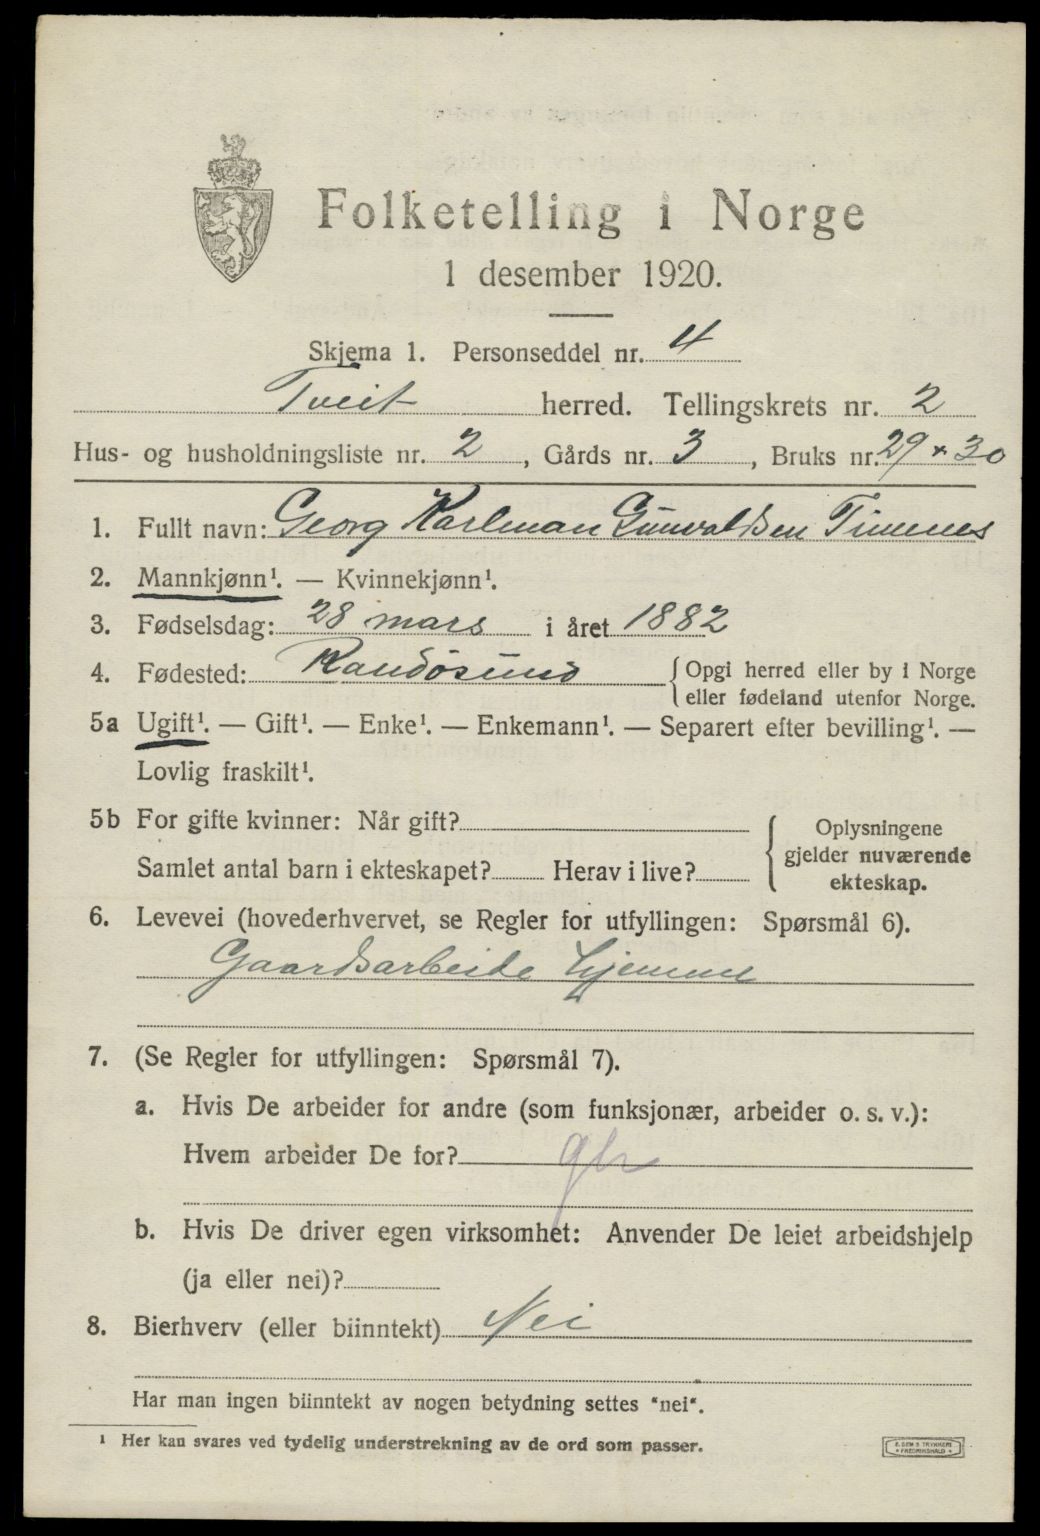 Folketelling i Norge
1 desember 1920.
Skjema 1. Personseddel nr. 4
Tveit herred. Tellingskrets nr. 2
Hus- og husholdningsliste nr. 2, Gårds nr. 3, Bruks nr. 29 + 30
1. Fullt navn: Georg Karlman Gunvaldsen Timenes
2. Mannkjønn¹. — Kvinnekjønn¹.
3. Fødselsdag: 28 mars i året 1882
4. Fødested: Randøsund { Opgi herred eller by i Norge
eller fødeland utenfor Norge.
5a Ugift¹. — Gift¹. — Enke¹. — Enkemann¹. — Separert efter bevilling¹. —
Lovlig fraskilt¹.
5b For gifte kvinner: Når gift?
Samlet antal barn i ekteskapet? Herav i live?
{ Oplysningene
gjelder nuværende
ekteskap.
6. Levevei (hovederhvervet, se Regler for utfyllingen: Spørsmål 6).
Gaardsarbeide hjemme
7. (Se Regler for utfyllingen: Spørsmål 7).
a. Hvis De arbeider for andre (som funksjonær, arbeider o. s. v.):
Hvem arbeider De for?
b. Hvis De driver egen virksomhet: Anvender De leiet arbeidshjelp
(ja eller nei)?
8. Bierhverv (eller biinntekt) Nei
Har man ingen biinntekt av nogen betydning settes "nei".
¹ Her kan svares ved tydelig understrekning av de ord som passer.